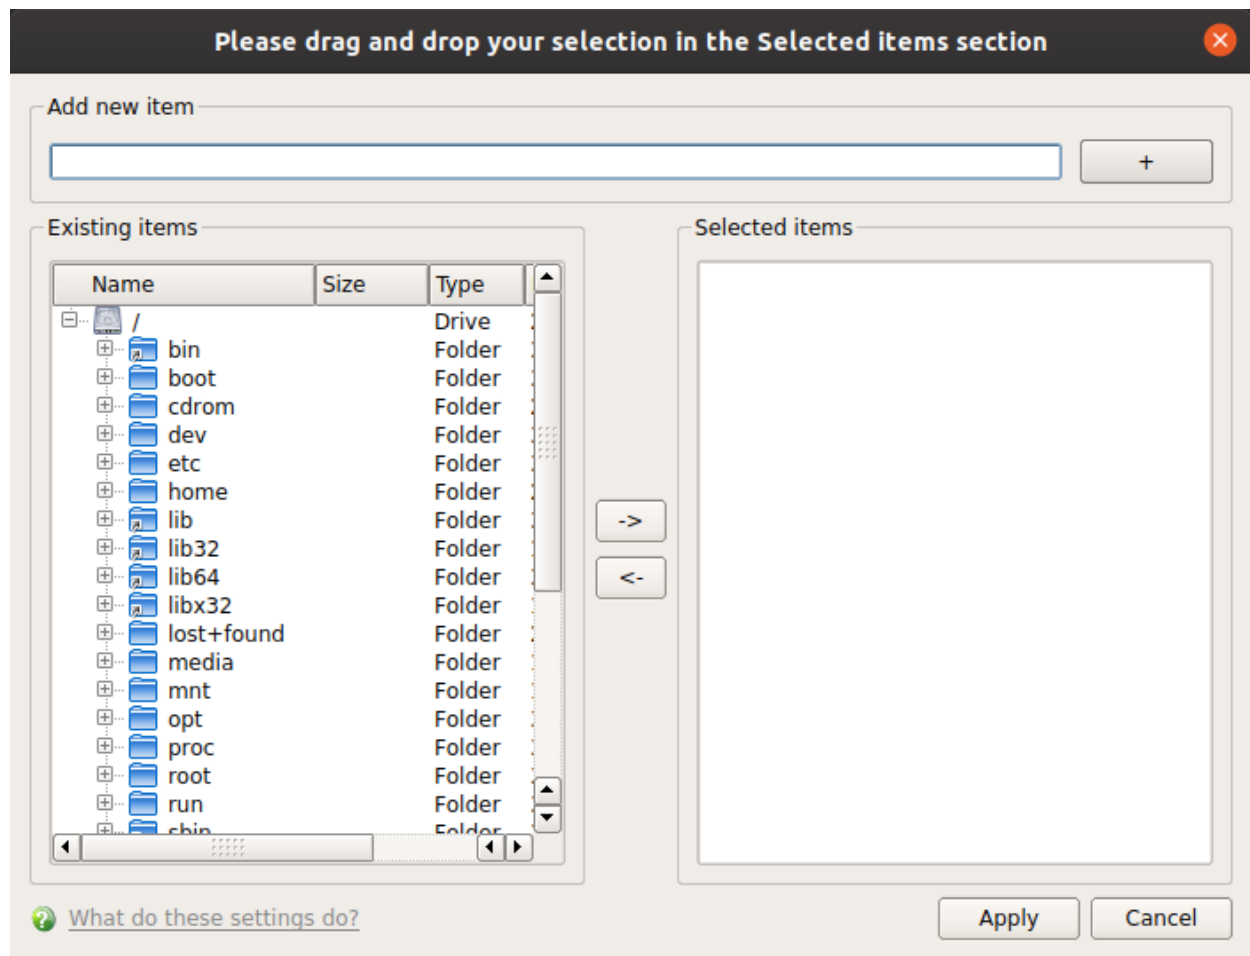 Please drag and drop your selection in the Selected items section
Add new item
+
Existing items
Selected items
Name Size Type
/ Drive
bin Folder
boot Folder
cdrom Folder
dev Folder
etc Folder
home Folder
lib Folder
lib32 Folder
lib64 Folder
libx32 Folder
lost+found Folder
media Folder
mnt Folder
opt Folder
proc Folder
root Folder
run Folder
sbin Folder
->
<-
What do these settings do?
Apply
Cancel